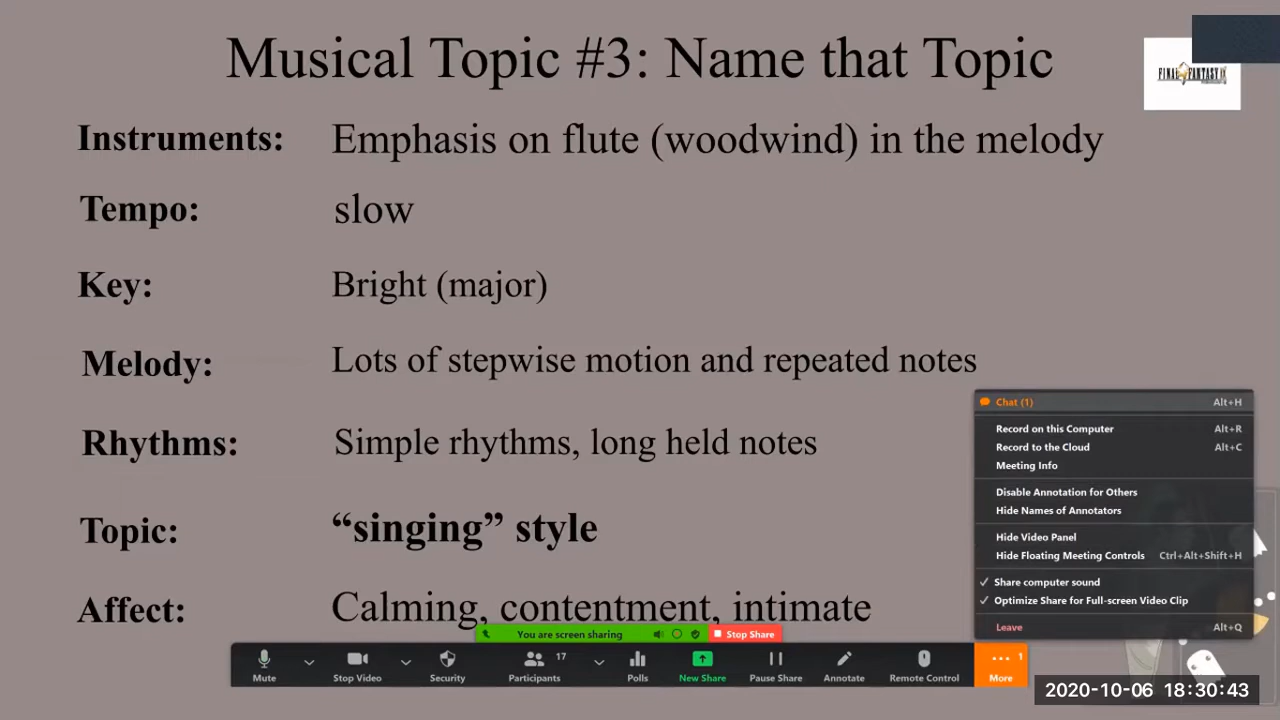 Musical Topic #3: Name that Topic
FINAL FANTASY IX
Instruments: Emphasis on flute (woodwind) in the melody
Tempo: slow
Key: Bright (major)
Melody: Lots of stepwise motion and repeated notes
Rhythms: Simple rhythms, long held notes
Topic: “singing” style
Affect: Calming, contentment, intimate
Chat (1) Alt+H
Record on this Computer Alt+R
Record to the Cloud Alt+C
Meeting Info
Disable Annotation for Others
Hide Names of Annotators
Hide Video Panel
Hide Floating Meeting Controls Ctrl+Alt+Shift+H
Share computer sound
Optimize Share for Full-screen Video Clip
Leave Alt+Q
You are screen sharing Stop Share
Mute Stop Video Security Participants 17 Polls New Share Pause Share Annotate Remote Control More 1
2020-10-06 18:30:43